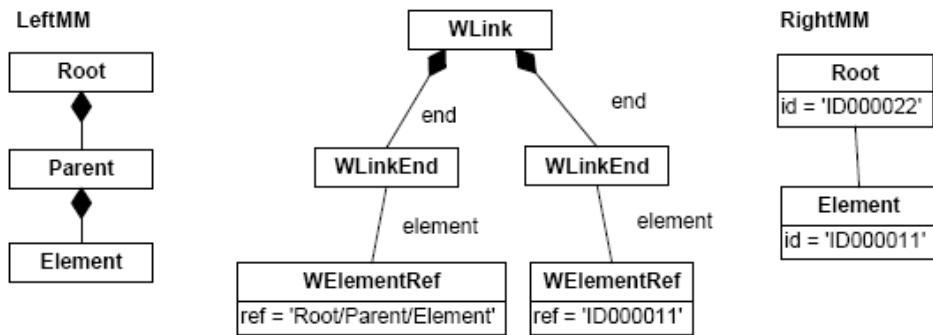 LeftMM
Root
Parent
Element
WLink
end
end
WLinkEnd
WLinkEnd
element
element
WElementRef
ref = 'Root/Parent/Element'
WElementRef
ref = 'ID000011'
RightMM
Root
id = 'ID000022'
Element
id = 'ID000011'